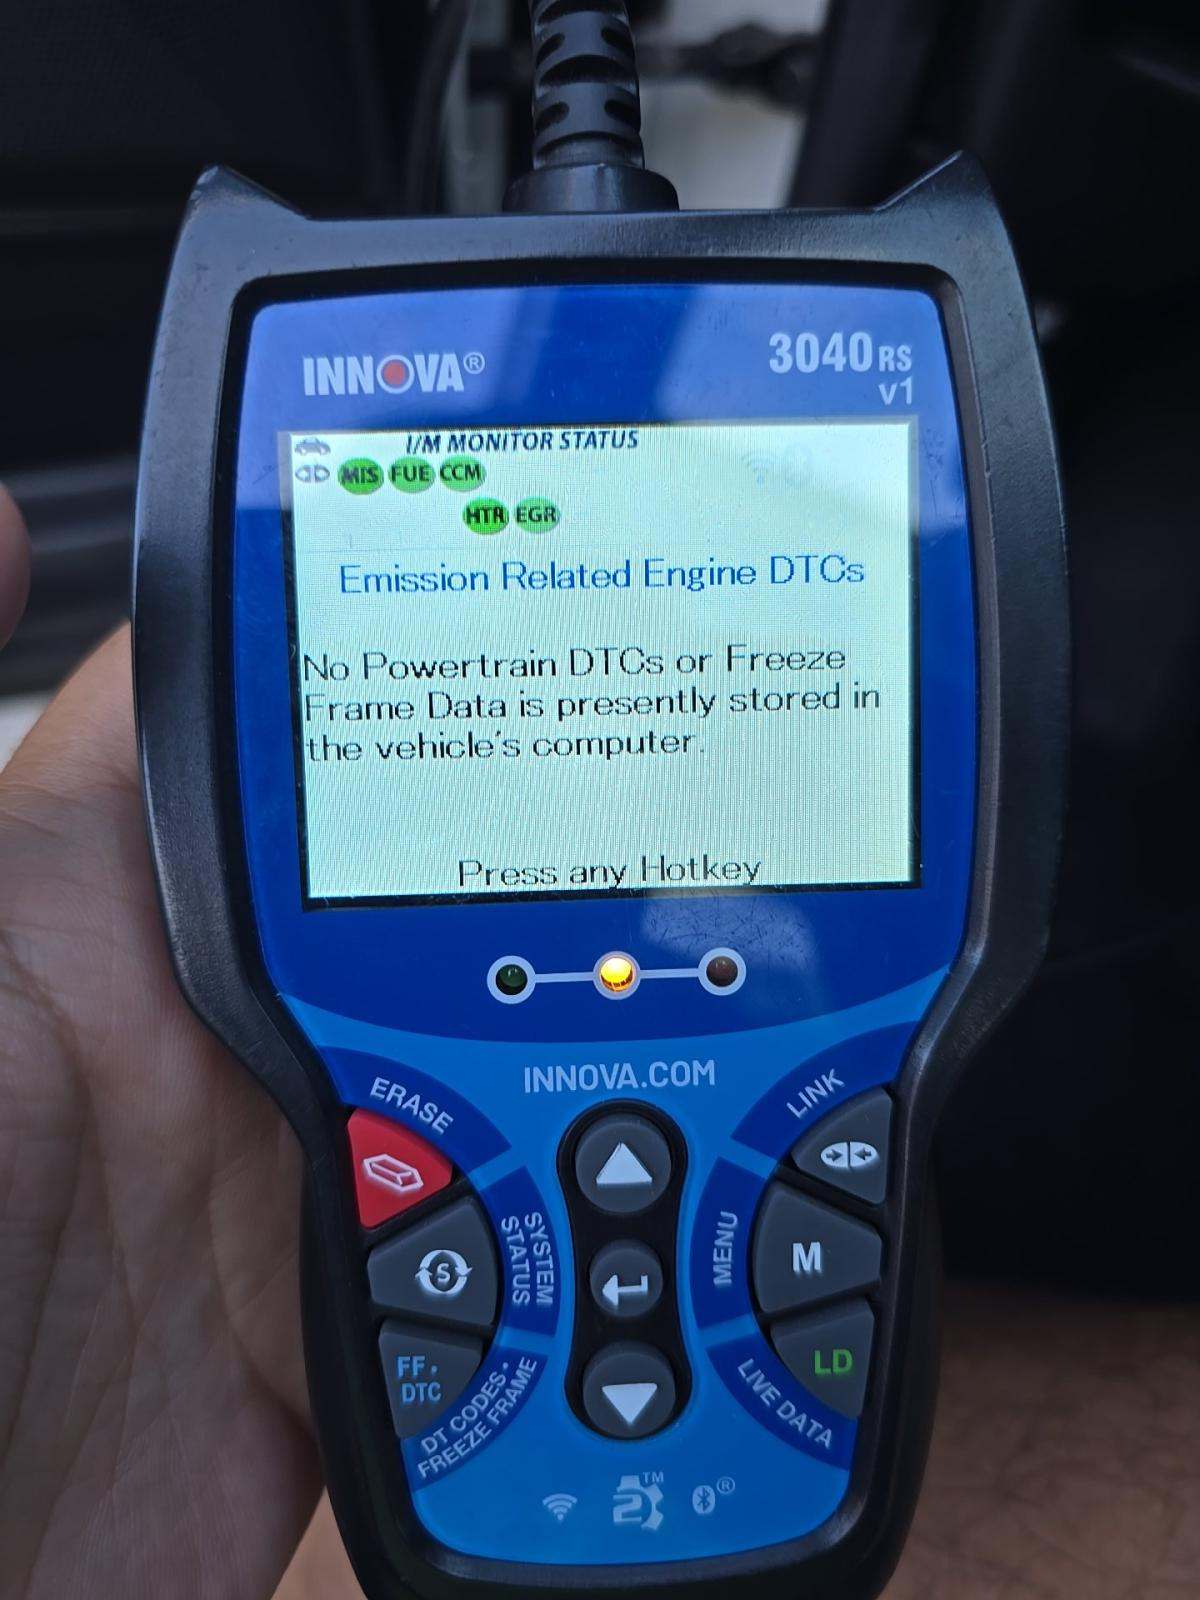 INNOVA®
3040RS
v1
I/M MONITOR STATUS
MIS FUE CCM
HTR EGR
Emission Related Engine DTCs
No Powertrain DTCs or Freeze
Frame Data is presently stored in
the vehicle's computer.
Press any Hotkey
INNOVA.COM
ERASE
LINK
SYSTEM
STATUS
S
MENU
M
FF.
DTC
DT CODES.
FREEZE FRAME
LD
LIVE DATA
2
TM
®